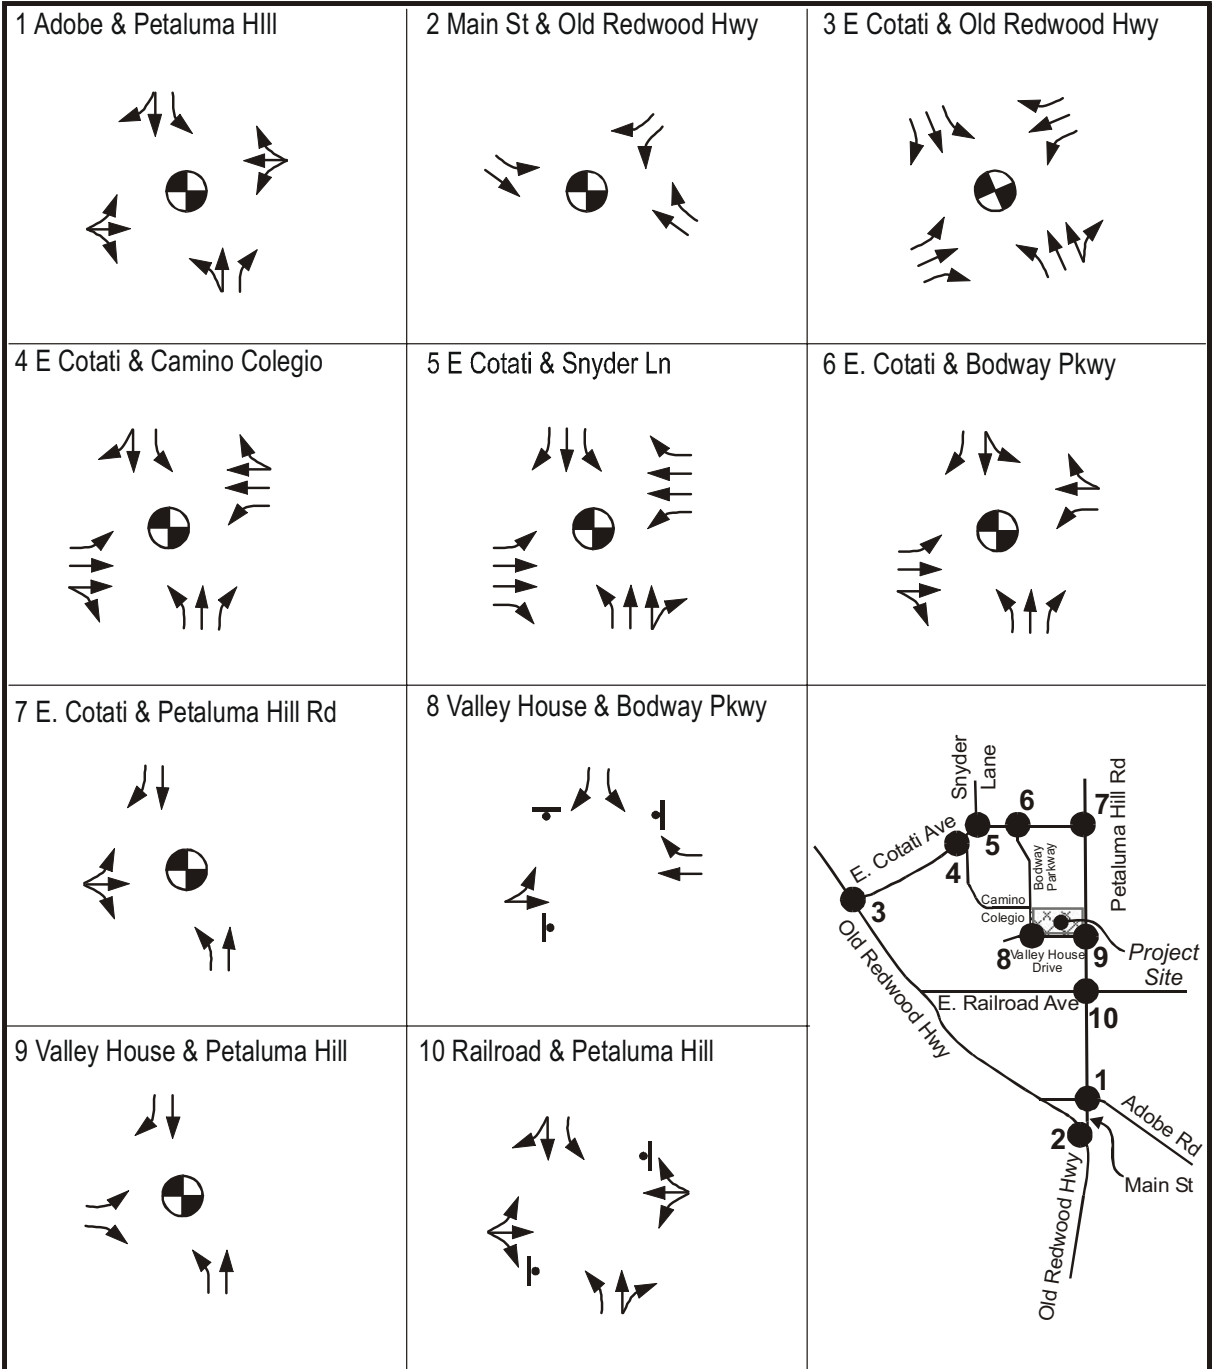 1 Adobe & Petaluma HIll
2 Main St & Old Redwood Hwy
3 E Cotati & Old Redwood Hwy
4 E Cotati & Camino Colegio
5 E Cotati & Snyder Ln
6 E. Cotati & Bodway Pkwy
7 E. Cotati & Petaluma Hill Rd
8 Valley House & Bodway Pkwy
Snyder
Lane
6
7
Petaluma Hill Rd
E. Cotati Ave
5
4
Bodway
Parkway
Camino
Colegio
3
8
Valley House
Drive
9
Project
Site
Old Redwood Hwy
E. Railroad Ave
10
1
Adobe Rd
2
Main St
Old Redwood Hwy
9 Valley House & Petaluma Hill
10 Railroad & Petaluma Hill